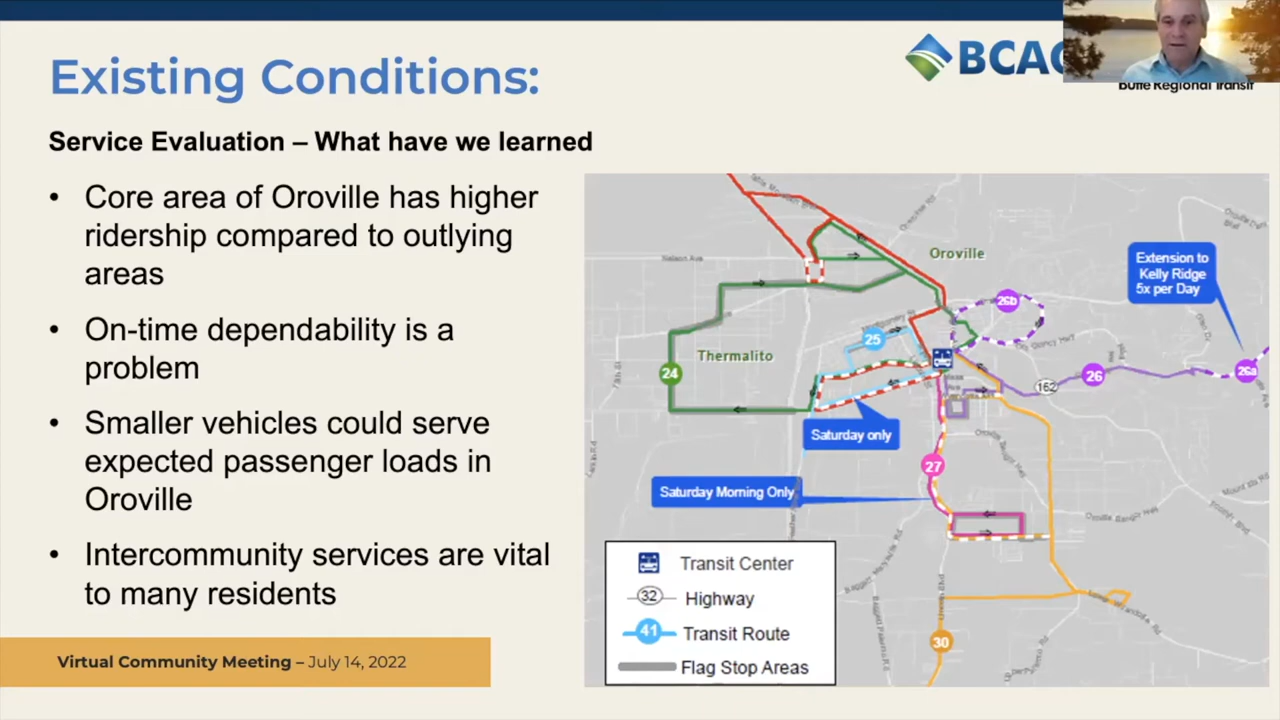 Existing Conditions:
BCAG
Butte Regional Transit
Service Evaluation – What have we learned
• Core area of Oroville has higher
ridership compared to outlying
areas
• On-time dependability is a
problem
• Smaller vehicles could serve
expected passenger loads in
Oroville
• Intercommunity services are vital
to many residents
Virtual Community Meeting – July 14, 2022
Oroville
Nelson Ave
Extension to
Kelly Ridge
5x per Day
26b
25
Thermalito
24
162
26
26a
Saturday only
27
Saturday Morning Only
30
Transit Center
32
Highway
41
Transit Route
Flag Stop Areas